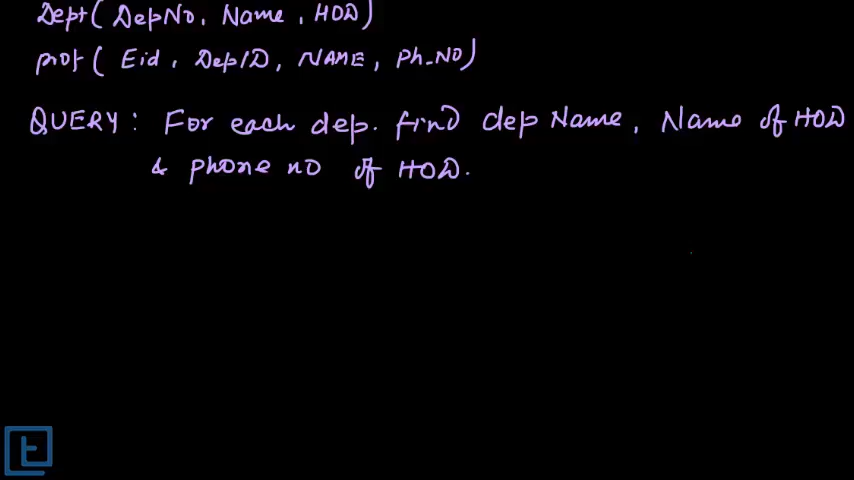 Dept( DepNo, Name, HOD)
prof( Eid, DepID, NAME, Ph_NO)
QUERY: For each dep. find dep Name, Name of HOD
& phone no of HOD.